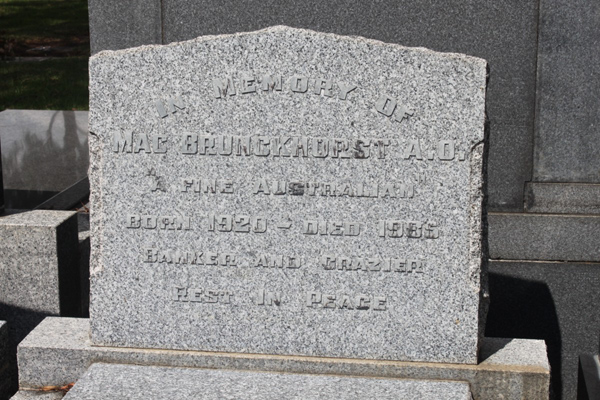 IN MEMORY OF
MAC BRUNCKHORST A.O.
"A FINE AUSTRALIAN"
BORN 1920 - DIED 1986
BANKER AND GRAZIER
REST IN PEACE